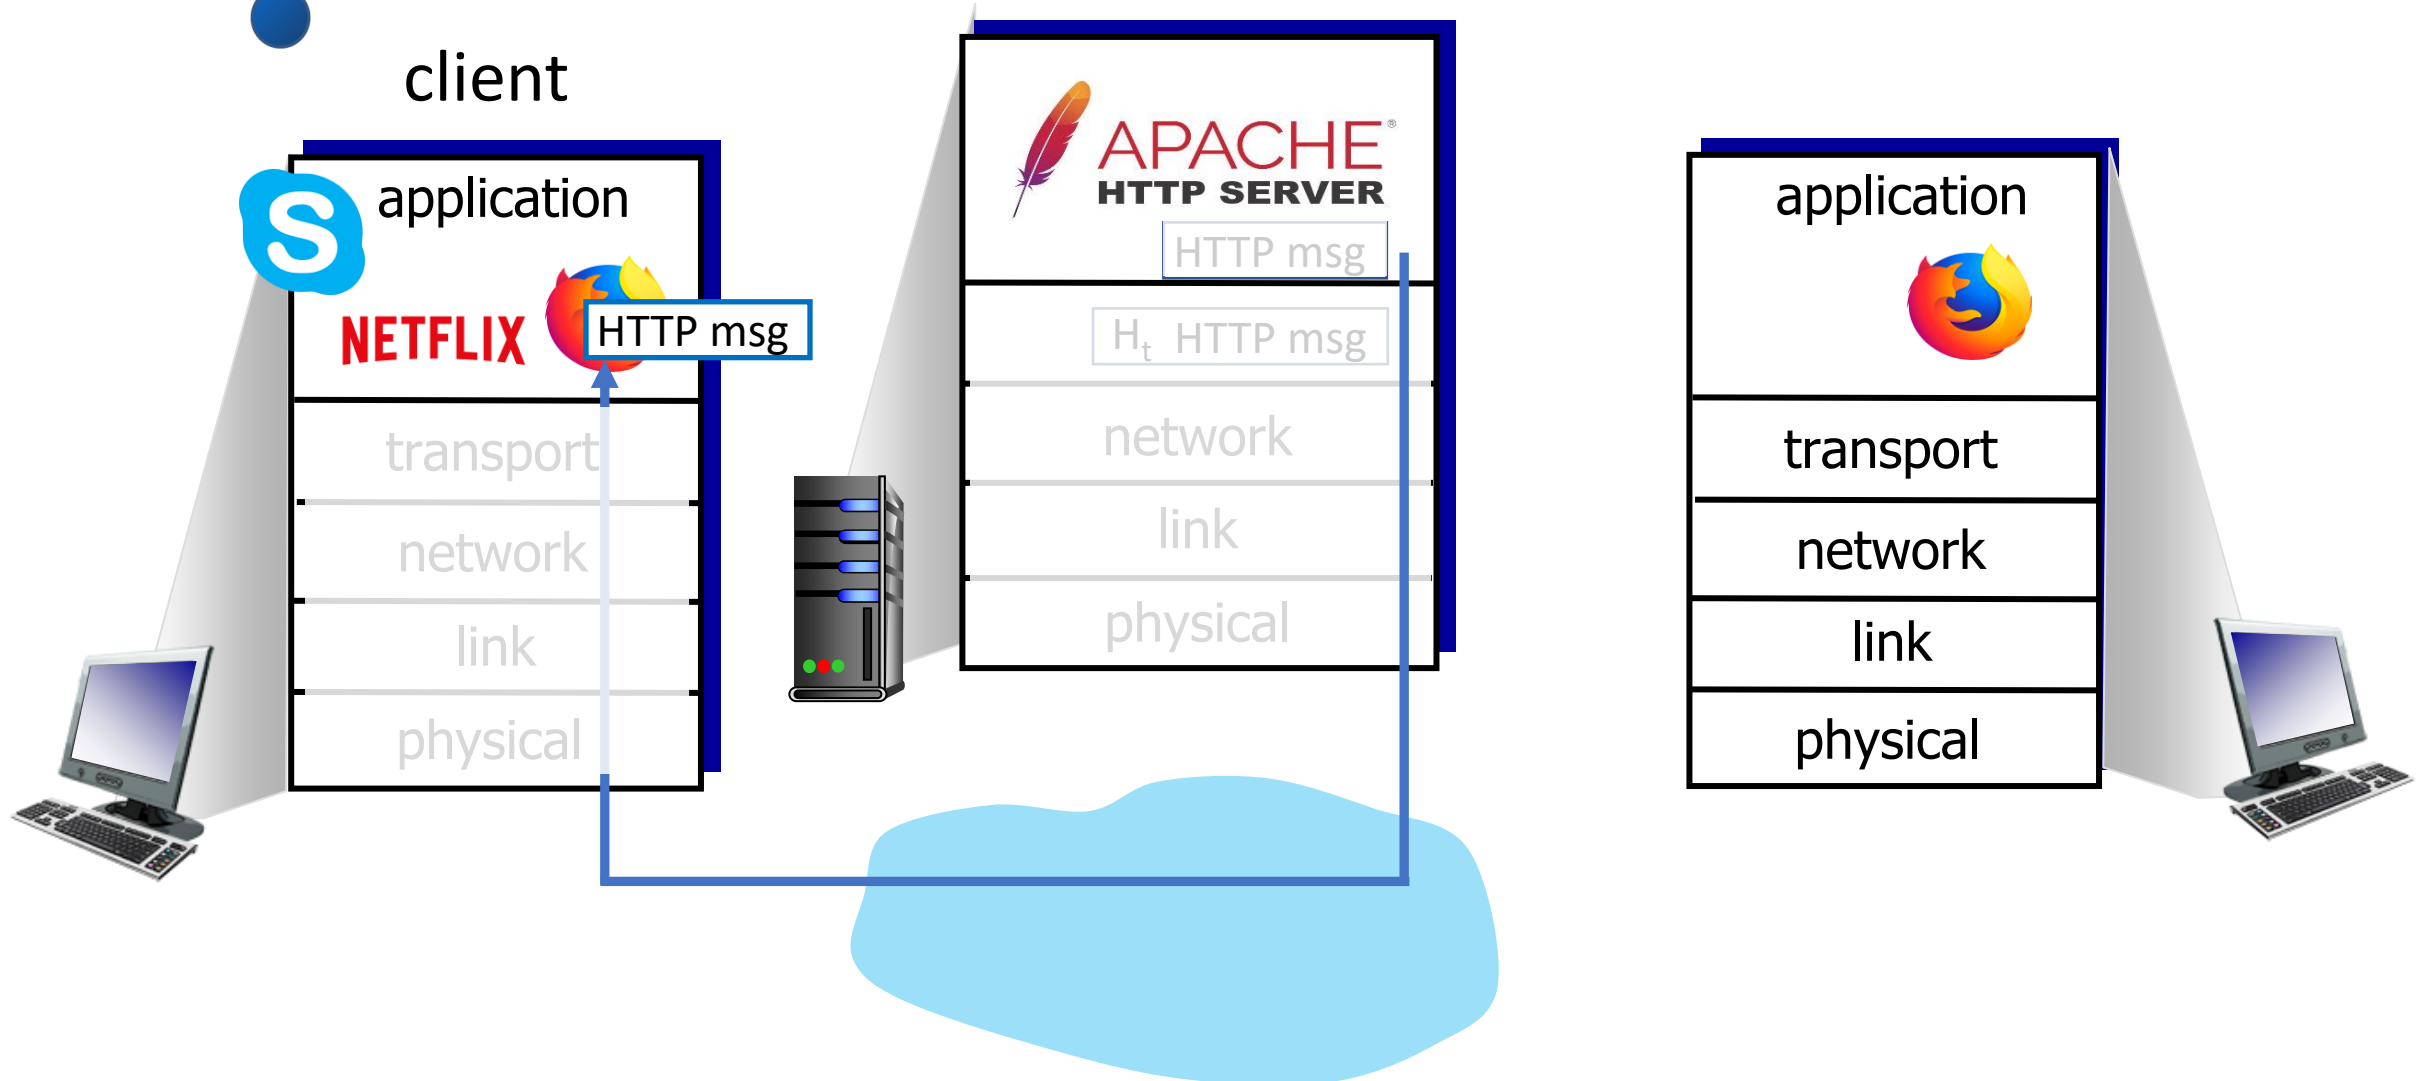 client
application
S
NETFLIX
HTTP msg
transport
network
link
physical
APACHE®
HTTP SERVER
HTTP msg
Ht HTTP msg
network
link
physical
application
transport
network
link
physical